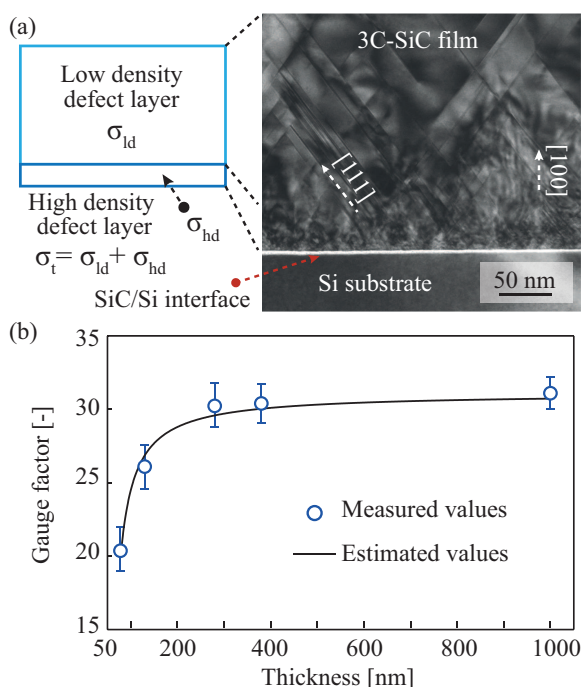 (a)
Low density
defect layer
σld
High density
defect layer
σhd
σt= σld + σhd
SiC/Si interface
3C-SiC film
[111]
[100]
Si substrate
50 nm
(b)
35
30
25
20
15
Gauge factor [-]
Measured values
Estimated values
50 200 400 600 800 1000
Thickness [nm]